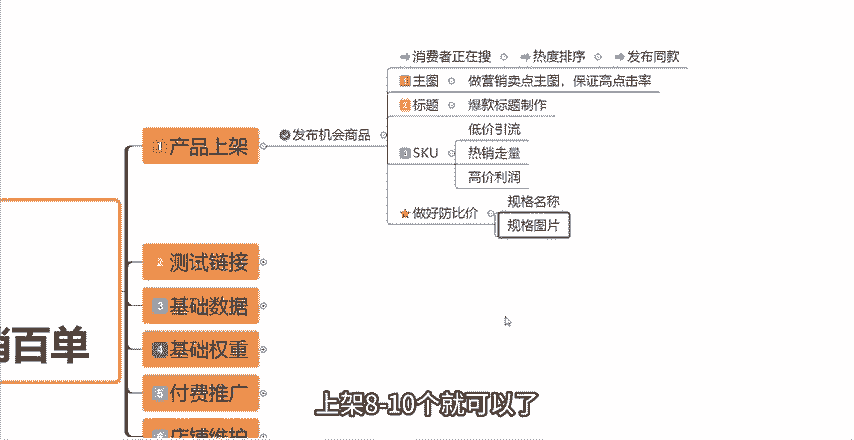 消费者正在搜 热度排序 发布同款
1 主图 做营销卖点主图，保证高点击率
2 标题 爆款标题制作
1 产品上架
发布机会商品
低价引流
3 SKU 热销走量
高价利润
做好防比价
规格名称
规格图片
2 测试链接
3 基础数据
销百单
4 基础权重
5 付费推广
上架8-10个就可以了
6 店铺维护